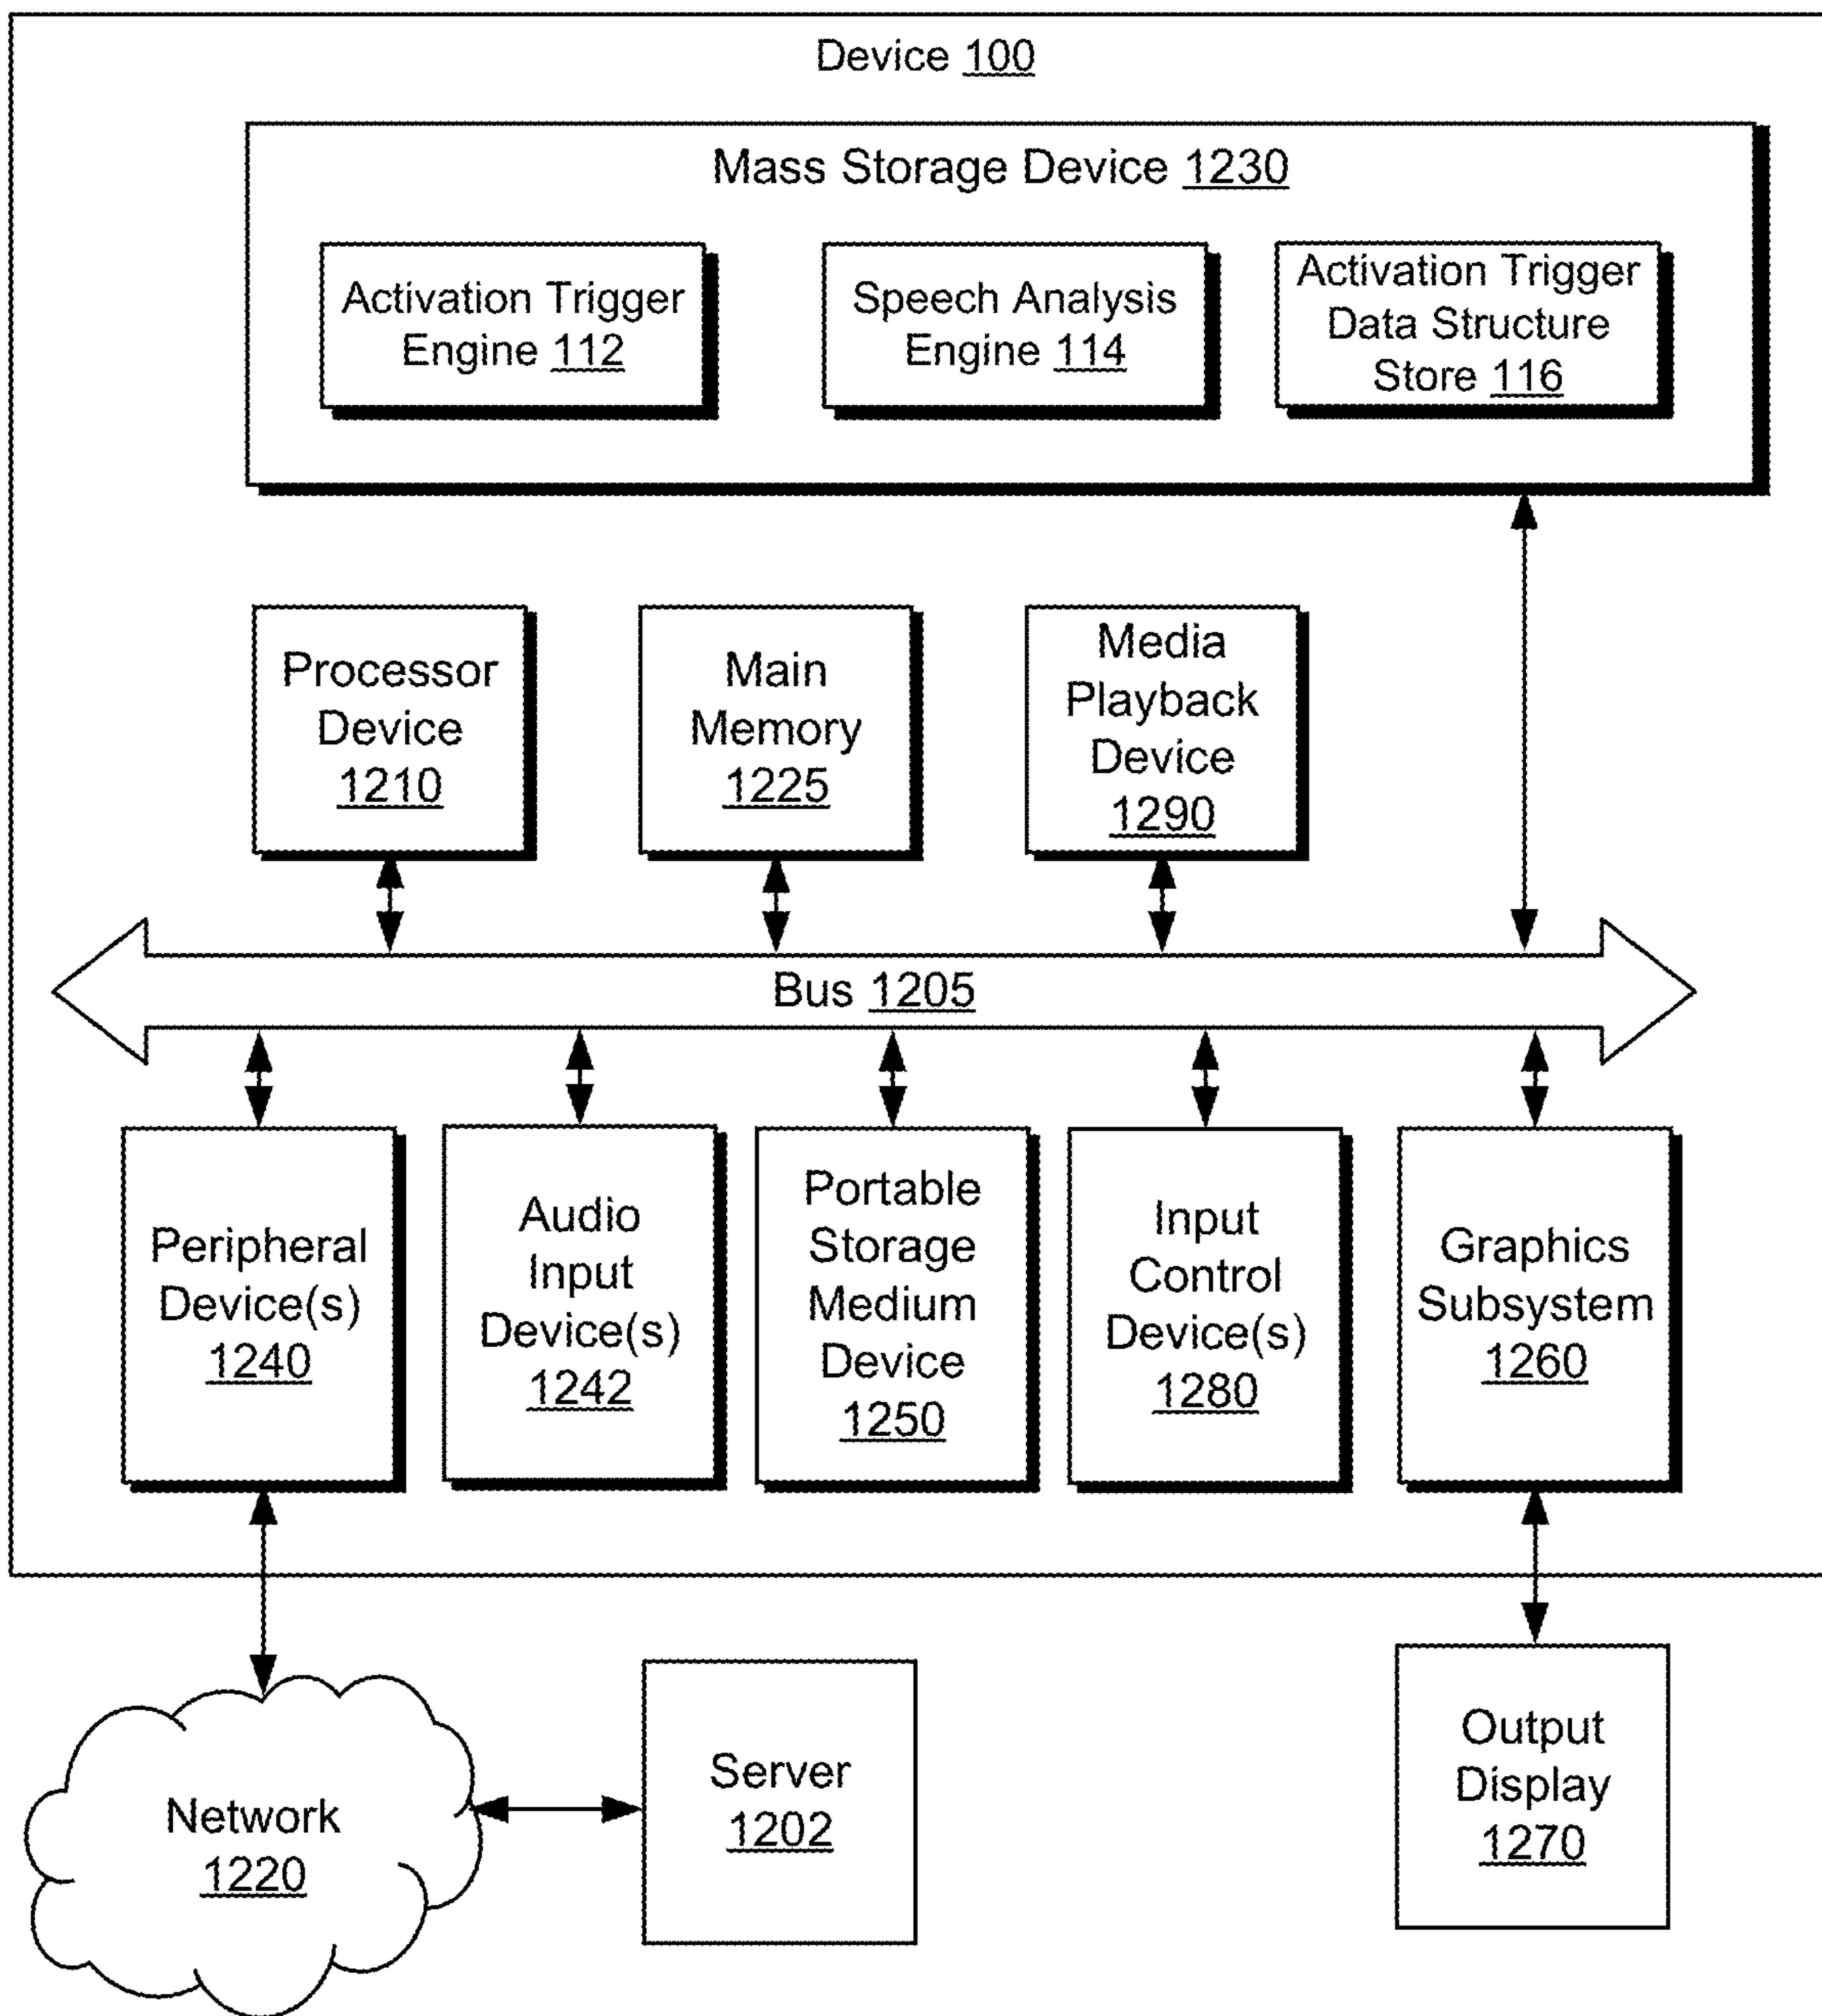 Device 100
Mass Storage Device 1230
Activation Trigger
Engine 112
Speech Analysis
Engine 114
Activation Trigger
Data Structure
Store 116
Processor
Device
1210
Main
Memory
1225
Media
Playback
Device
1290
Bus 1205
Peripheral
Device(s)
1240
Audio
Input
Device(s)
1242
Portable
Storage
Medium
Device
1250
Input
Control
Device(s)
1280
Graphics
Subsystem
1260
Network
1220
Server
1202
Output
Display
1270